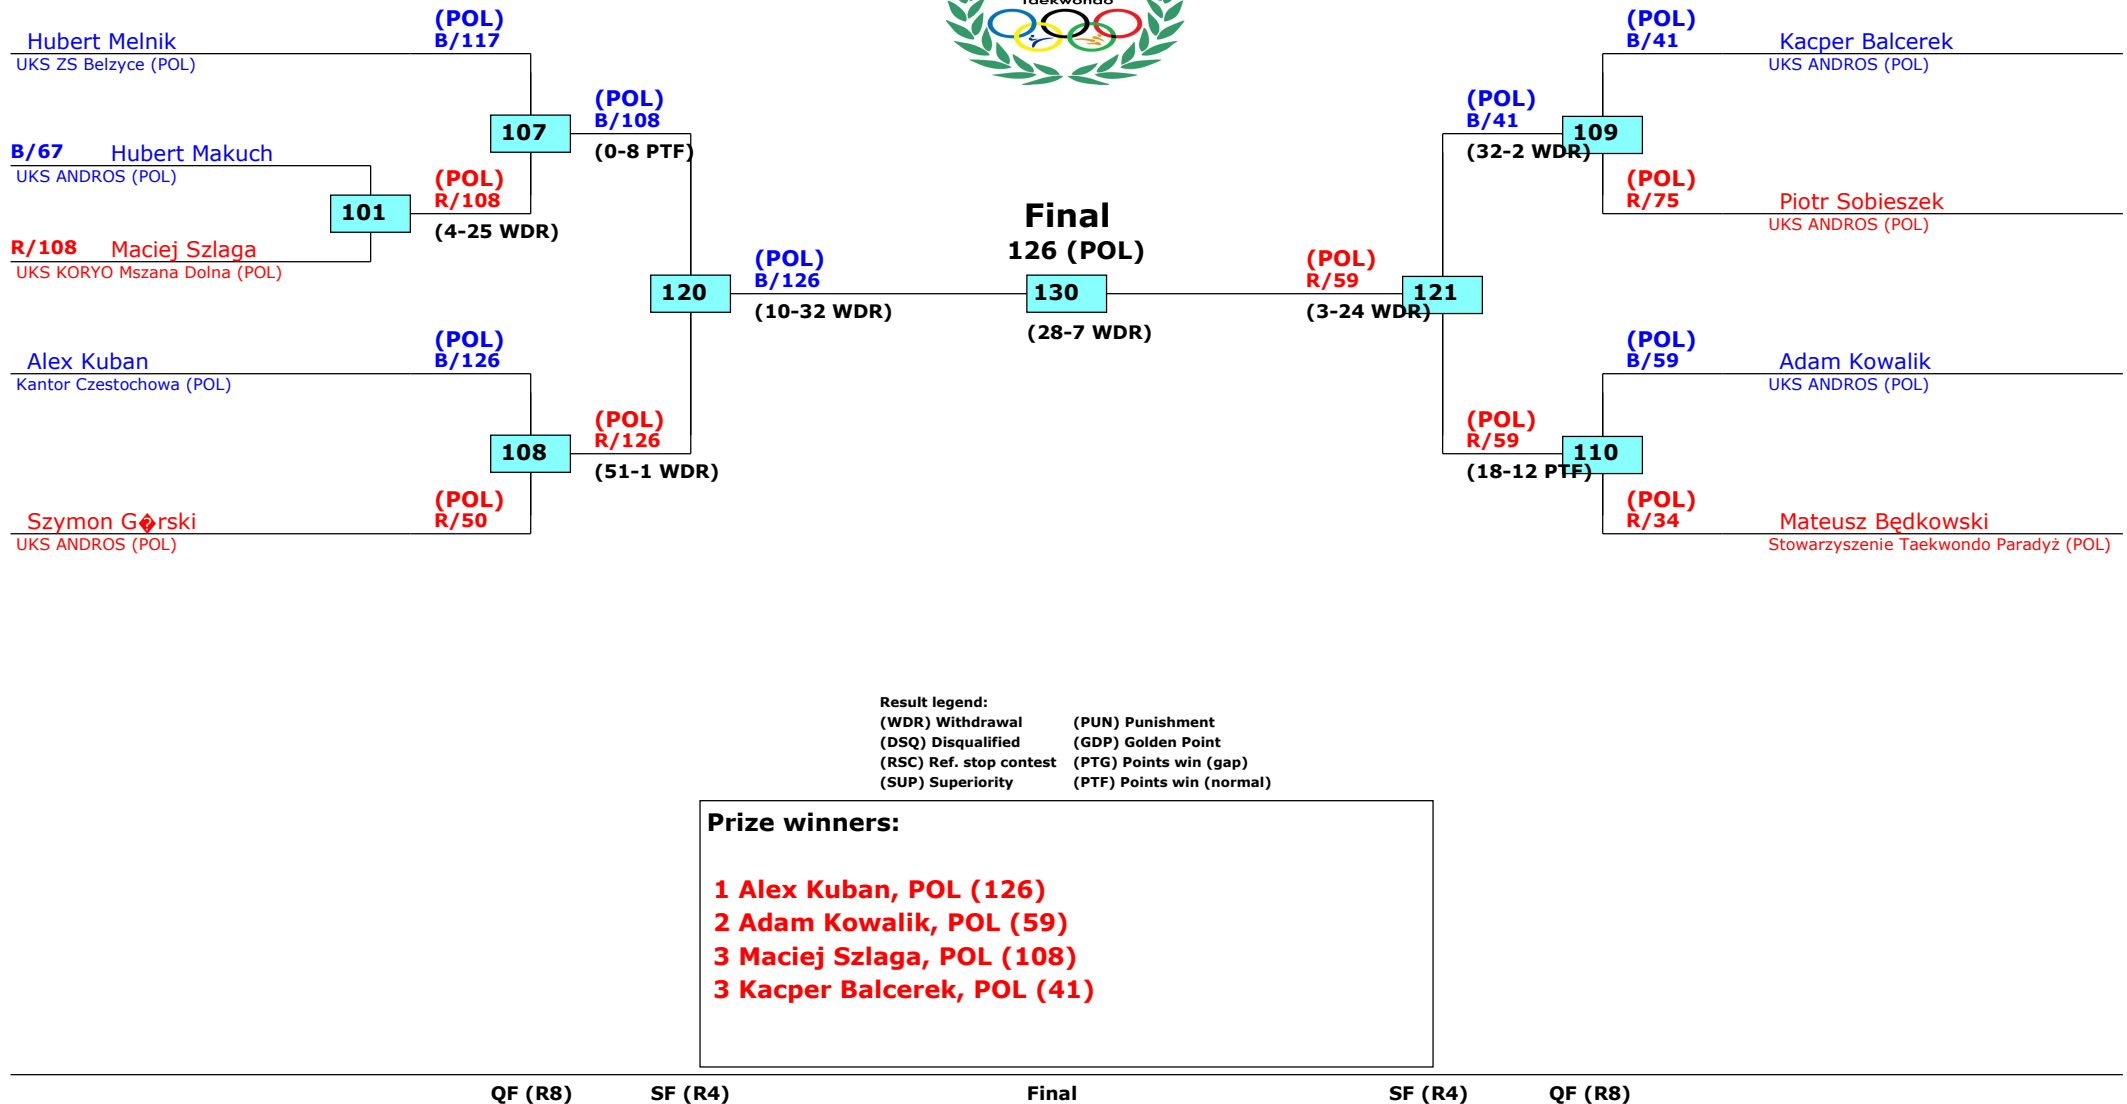 Taekwondo
Hubert Melnik
UKS ZS Belzyce (POL)
(POL)
B/117
B/67 Hubert Makuch
UKS ANDROS (POL)
101
R/108 Maciej Szlaga
UKS KORYO Mszana Dolna (POL)
107
(POL)
R/108
(4-25 WDR)
(POL)
B/108
(0-8 PTF)
Alex Kuban
Kantor Czestochowa (POL)
(POL)
B/126
108
Szymon G�rski
UKS ANDROS (POL)
(POL)
R/50
(POL)
R/126
(51-1 WDR)
120
(POL)
B/126
(10-32 WDR)
Final
126 (POL)
130
(28-7 WDR)
(POL)
R/59
(3-24 WDR)
121
(POL)
B/41
(32-2 WDR)
109
(POL)
B/41
Kacper Balcerek
UKS ANDROS (POL)
(POL)
R/75
Piotr Sobieszek
UKS ANDROS (POL)
(POL)
R/59
(18-12 PTF)
110
(POL)
B/59
Adam Kowalik
UKS ANDROS (POL)
(POL)
R/34
Mateusz Będkowski
Stowarzyszenie Taekwondo Paradyż (POL)
Result legend:
(WDR) Withdrawal (PUN) Punishment
(DSQ) Disqualified (GDP) Golden Point
(RSC) Ref. stop contest (PTG) Points win (gap)
(SUP) Superiority (PTF) Points win (normal)
Prize winners:
1 Alex Kuban, POL (126)
2 Adam Kowalik, POL (59)
3 Maciej Szlaga, POL (108)
3 Kacper Balcerek, POL (41)
QF (R8) SF (R4) Final SF (R4) QF (R8)